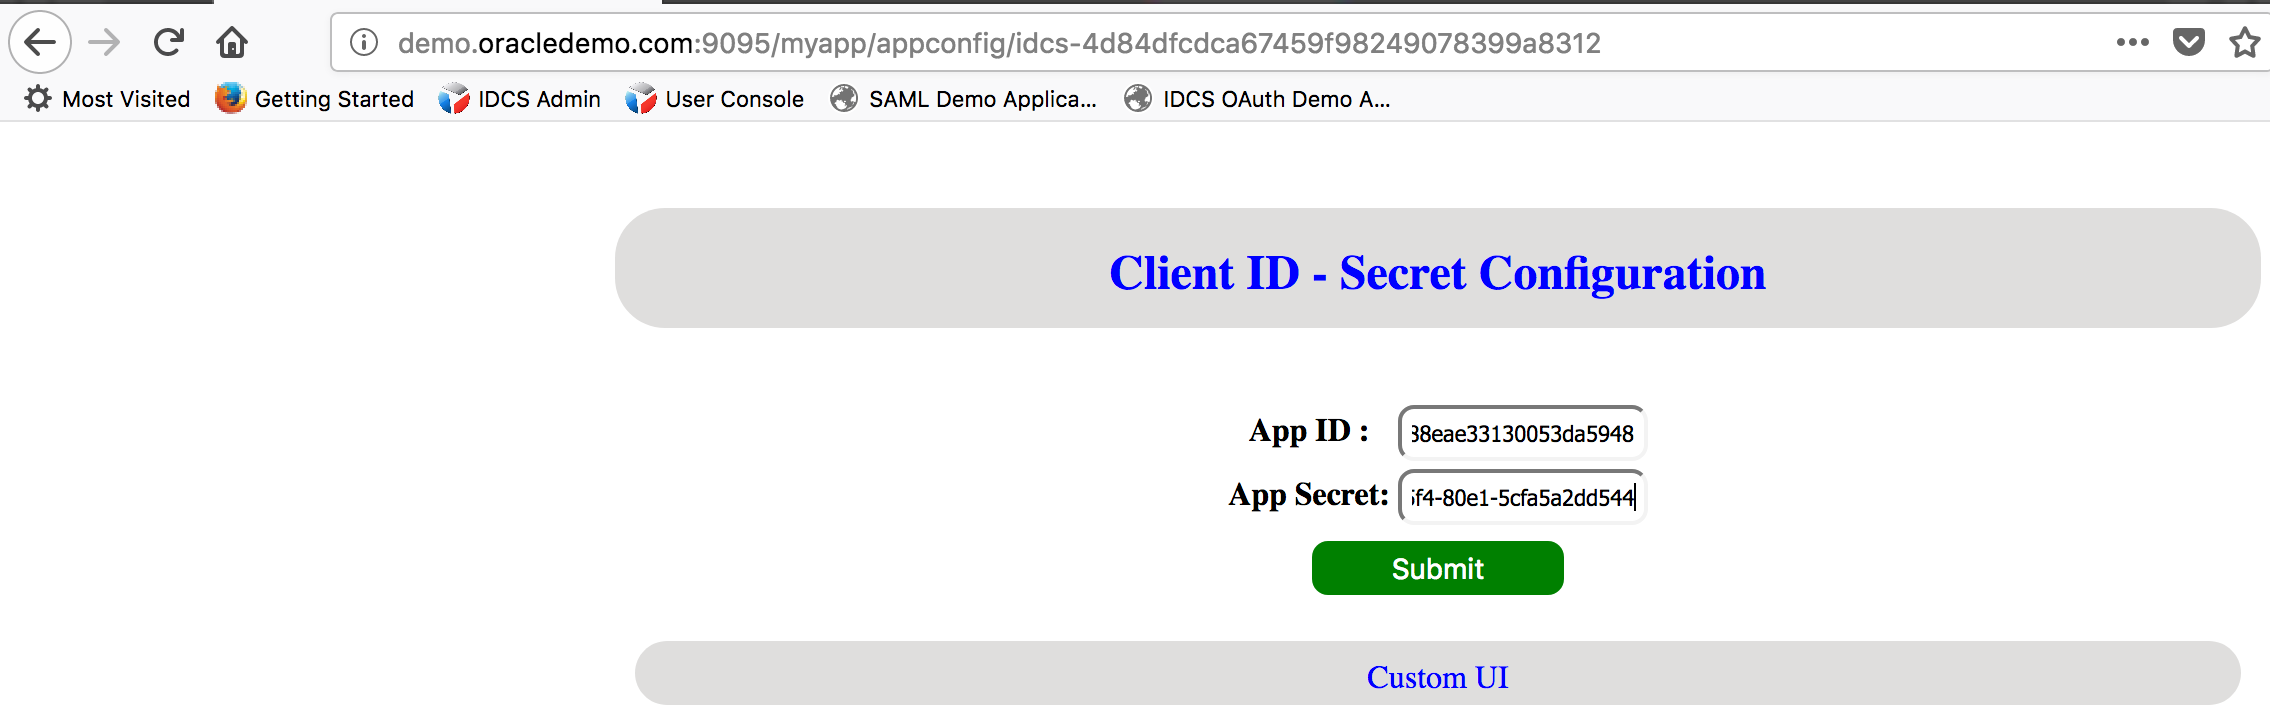 demo.oracledemo.com:9095/myapp/appconfig/idcs-4d84dfcdca67459f98249078399a8312
Most Visited Getting Started IDCS Admin User Console SAML Demo Applica... IDCS OAuth Demo A...
Client ID - Secret Configuration
App ID : 38eae33130053da5948
App Secret: f4-80e1-5cfa5a2dd544
Submit
Custom UI